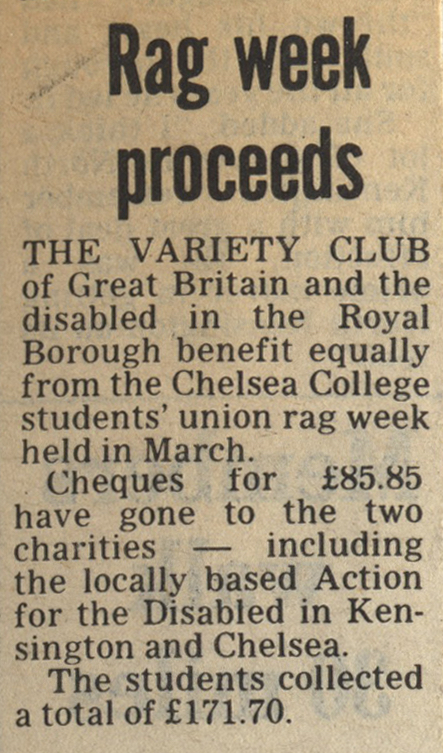 Rag week
proceeds
THE VARIETY CLUB
of Great Britain and the
disabled in the Royal
Borough benefit equally
from the Chelsea College
students' union rag week
held in March.
Cheques for £85.85
have gone to the two
charities — including
the locally based Action
for the Disabled in Ken-
sington and Chelsea.
The students collected
a total of £171.70.